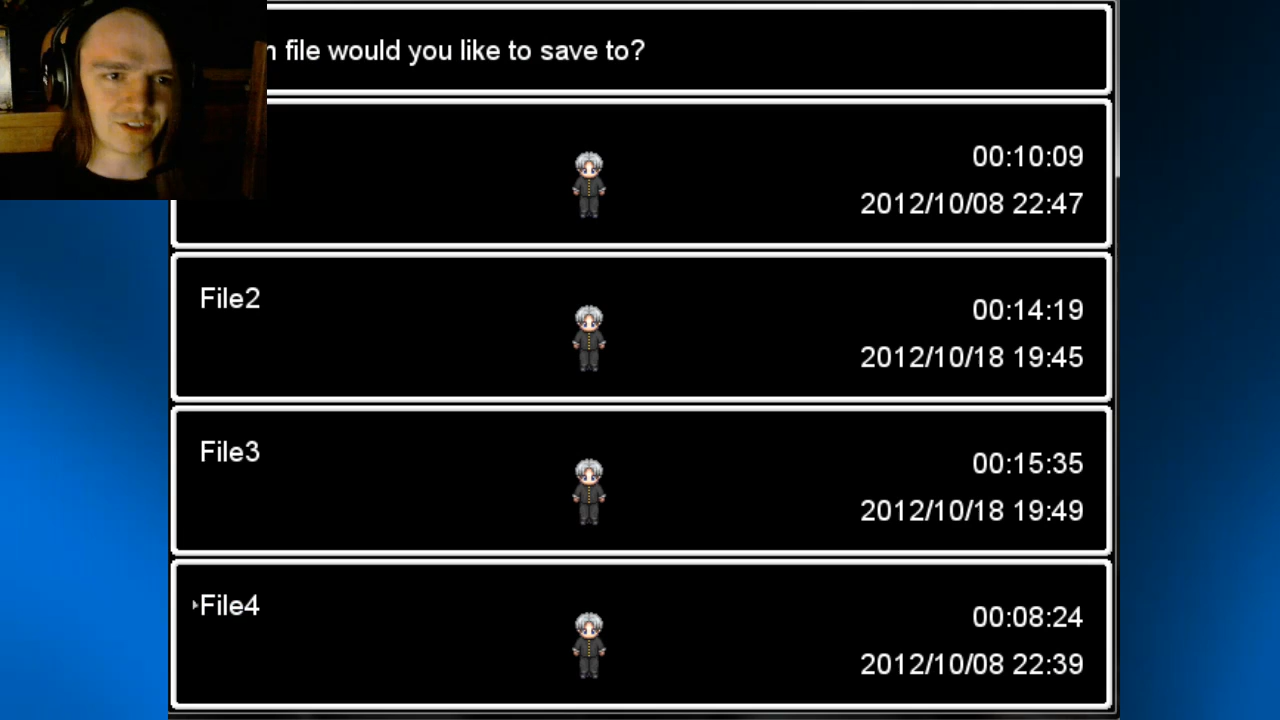 file would you like to save to?
00:10:09
2012/10/08 22:47
File2
00:14:19
2012/10/18 19:45
File3
00:15:35
2012/10/18 19:49
File4
00:08:24
2012/10/08 22:39